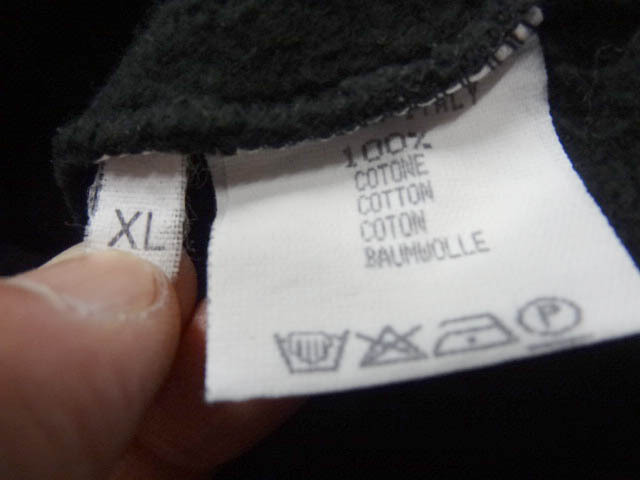 XL
ITALY
100%
COTONE
COTTON
COTON
BAUMWOLLE
P